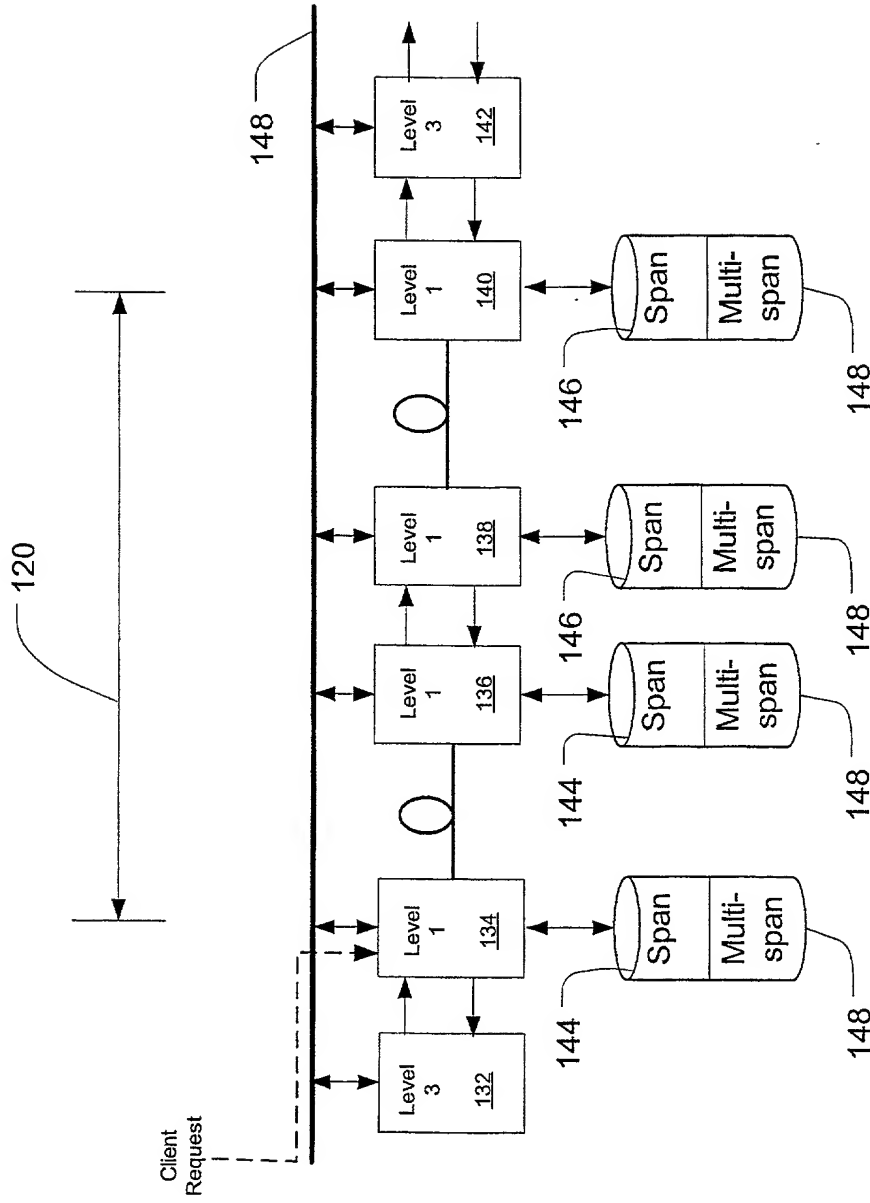 120
148
Client
Request
Level
3
132
Level
1
134
Level
1
136
Level
1
138
Level
1
140
Level
3
142
144
Span
Multi-
span
148
144
Span
Multi-
span
148
146
Span
Multi-
span
148
146
Span
Multi-
span
148